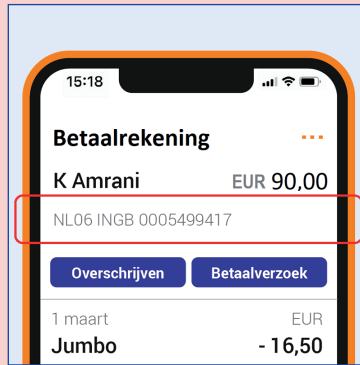 15:18
Betaalrekening ...
K Amrani EUR 90,00
NL06 INGB 0005499417
Overschrijven Betaalverzoek
1 maart EUR
Jumbo - 16,50